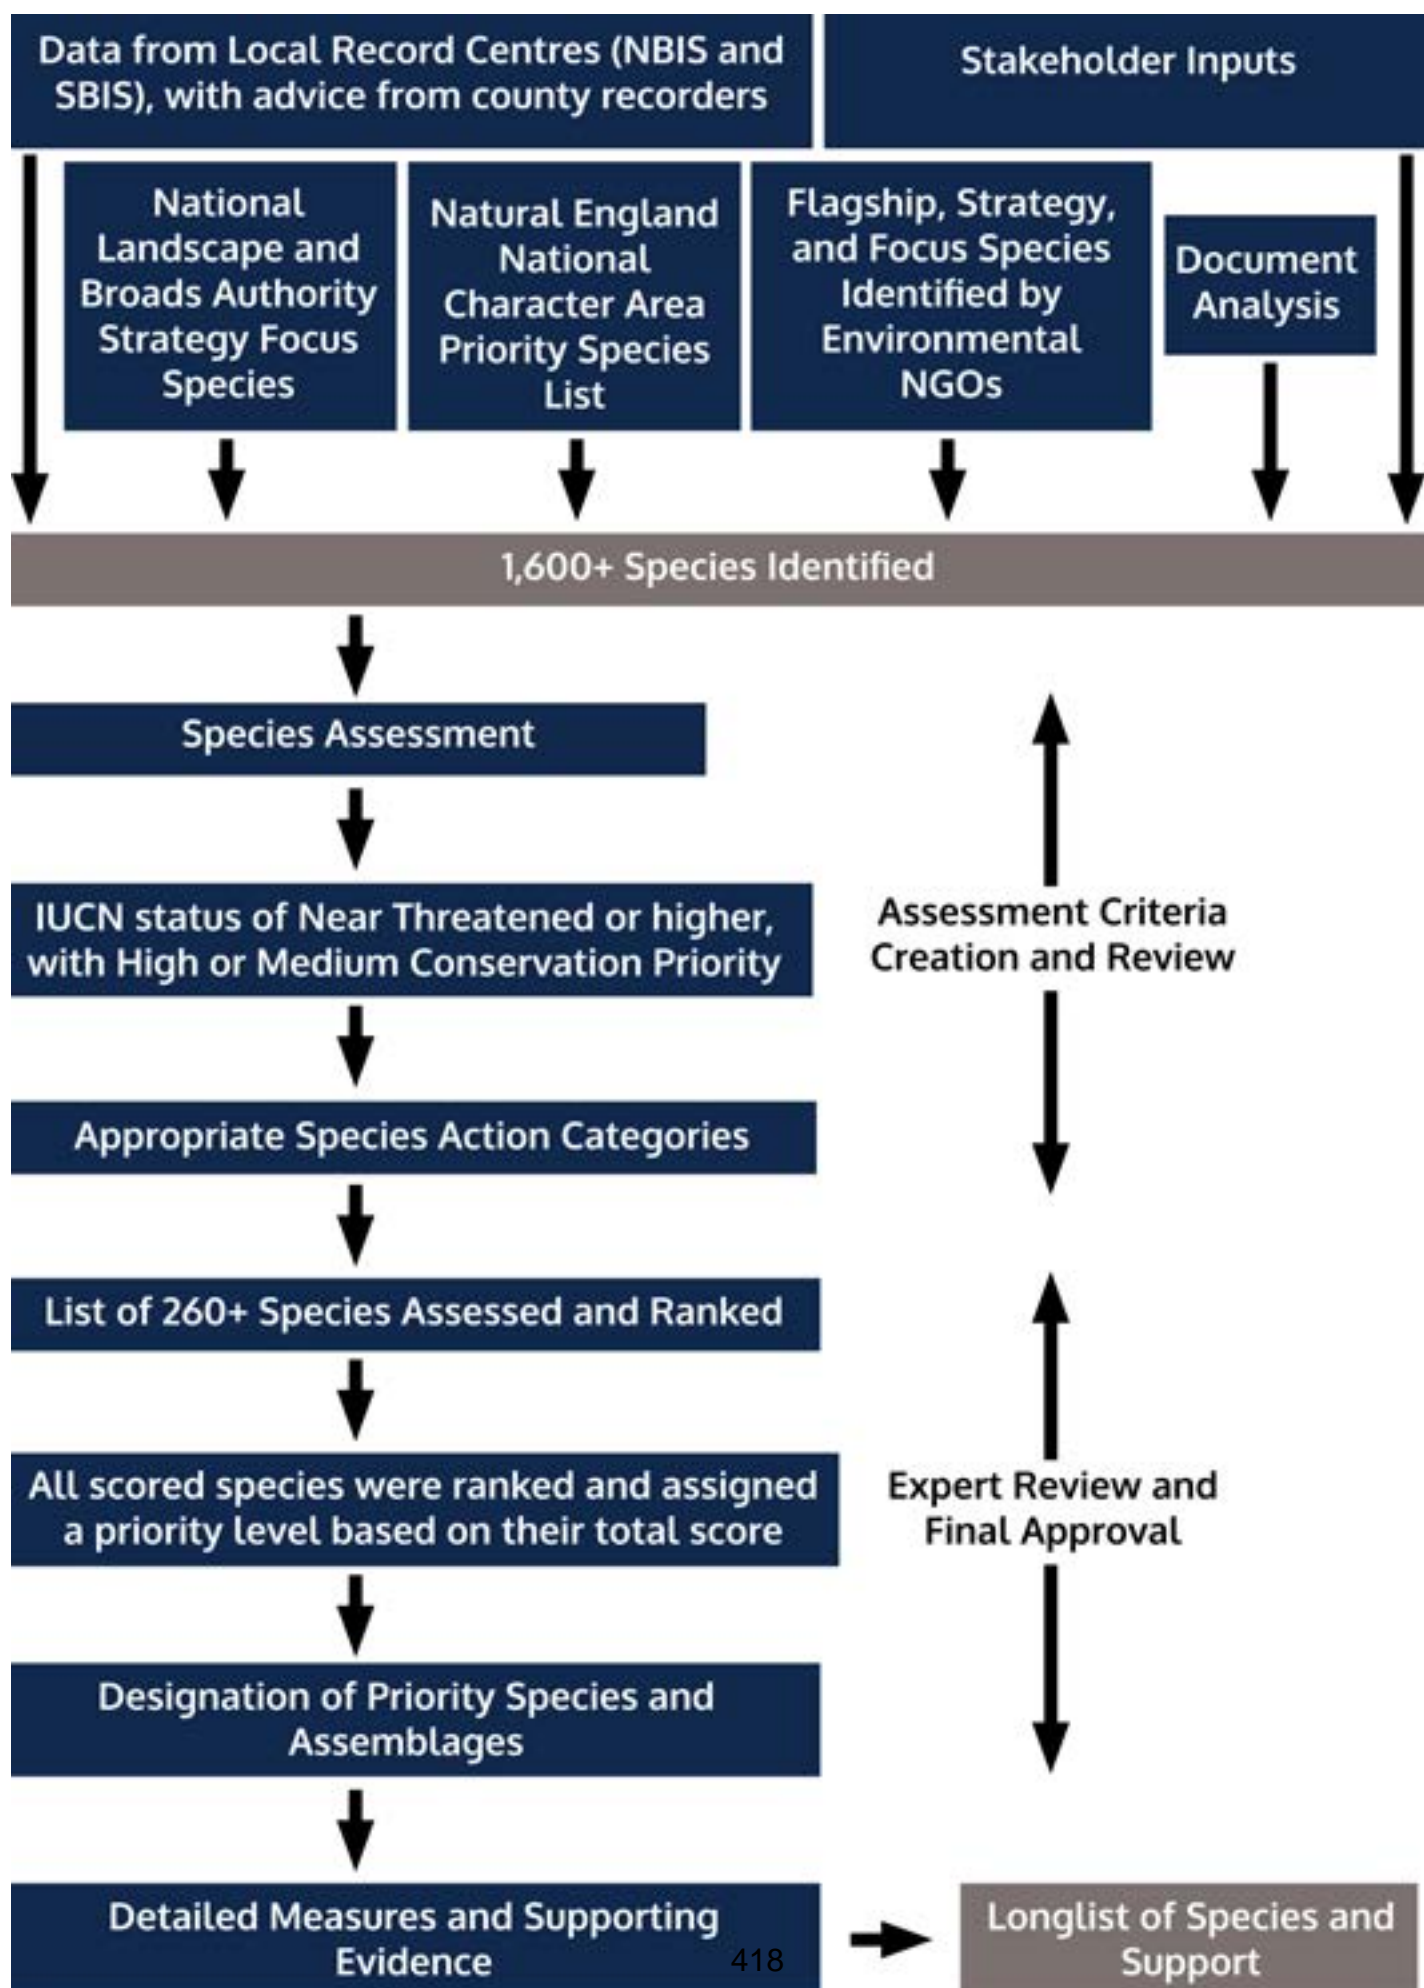 Data from Local Record Centres (NBIS and
SBIS), with advice from county recorders
Stakeholder Inputs
National
Landscape and
Broads Authority
Strategy Focus
Species
Natural England
National
Character Area
Priority Species
List
Flagship, Strategy,
and Focus Species
Identified by
Environmental
NGOs
Document
Analysis
1,600+ Species Identified
Species Assessment
IUCN status of Near Threatened or higher,
with High or Medium Conservation Priority
Assessment Criteria
Creation and Review
Appropriate Species Action Categories
List of 260+ Species Assessed and Ranked
All scored species were ranked and assigned
a priority level based on their total score
Expert Review and
Final Approval
Designation of Priority Species and
Assemblages
Detailed Measures and Supporting
Evidence
418
Longlist of Species and
Support